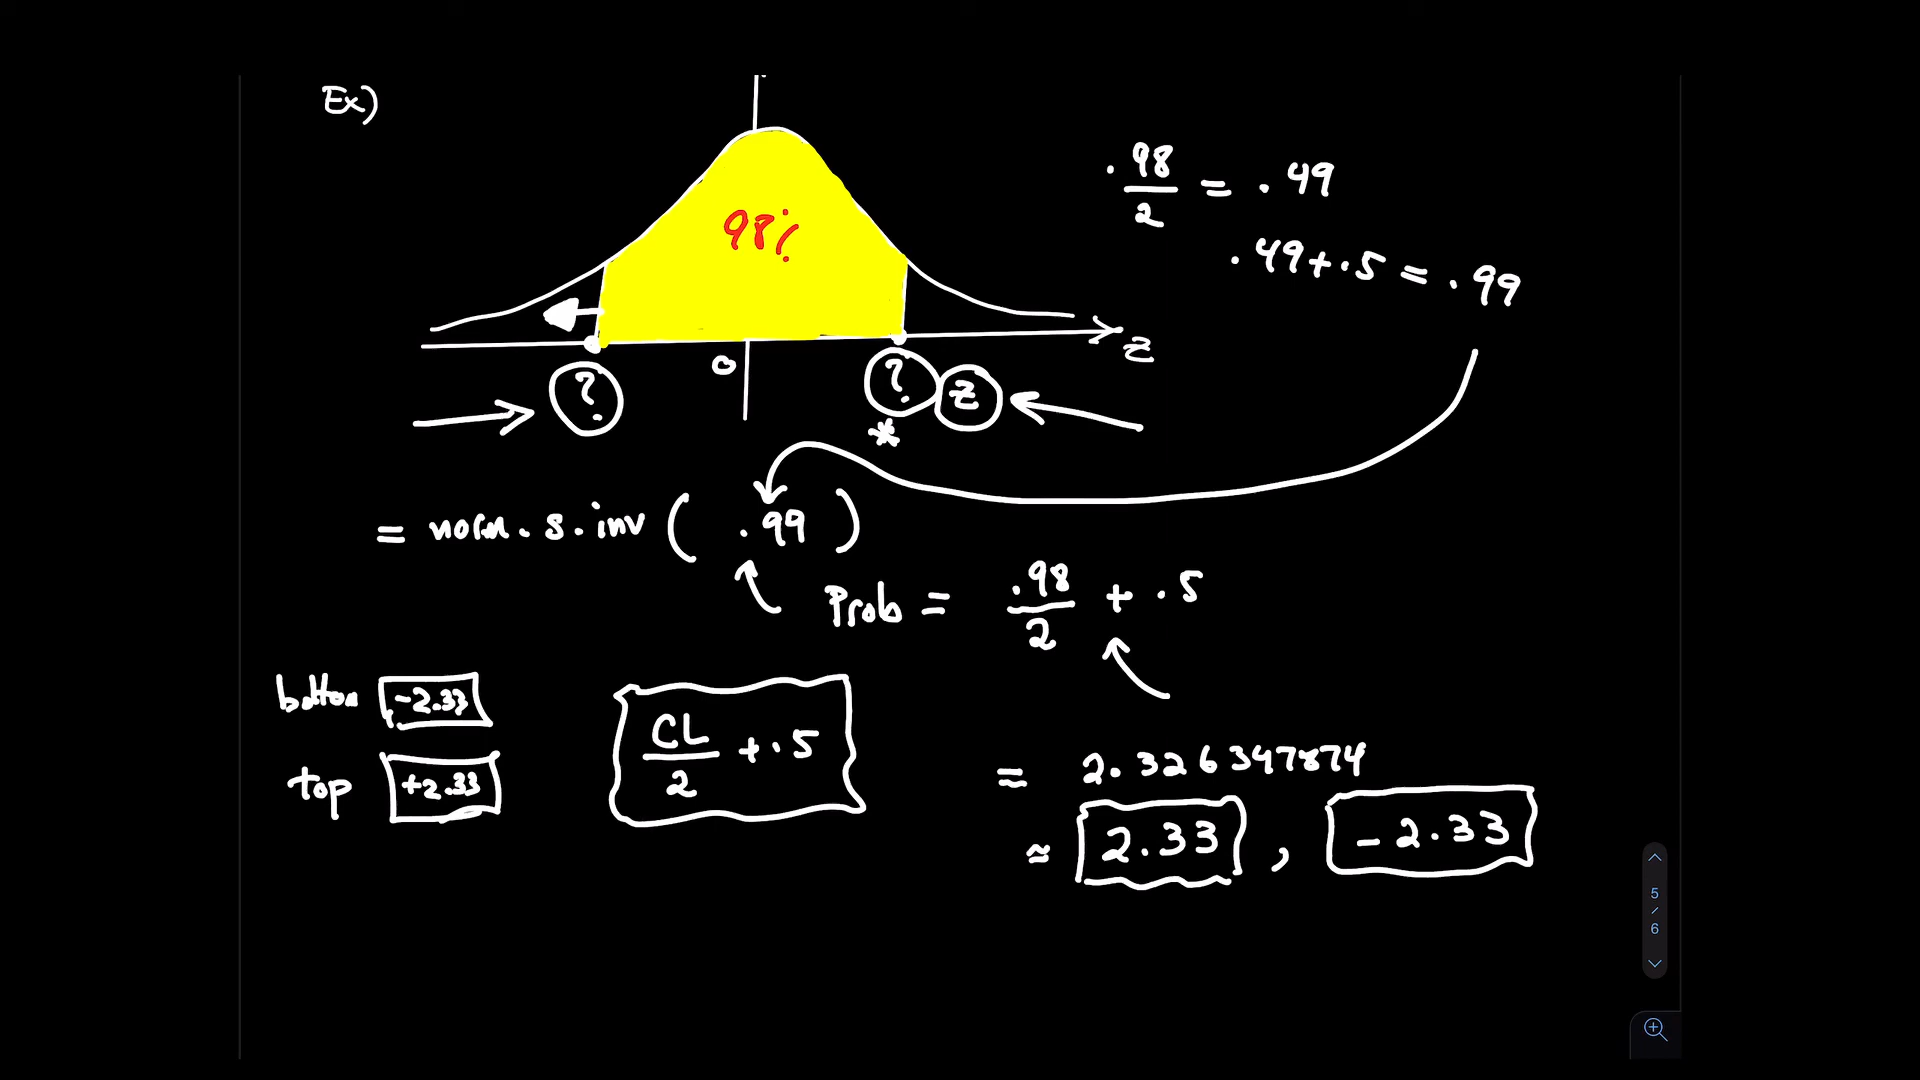 Ex)
.98/2 = .49
98%
.49+.5 = .99
z
0
? ? z
*
= norm.s.inv ( .99 )
Prob = .98/2 + .5
bottom -2.33
CL/2 + .5
top +2.33
= 2.326347874
≈ 2.33 , -2.33
5
/
6